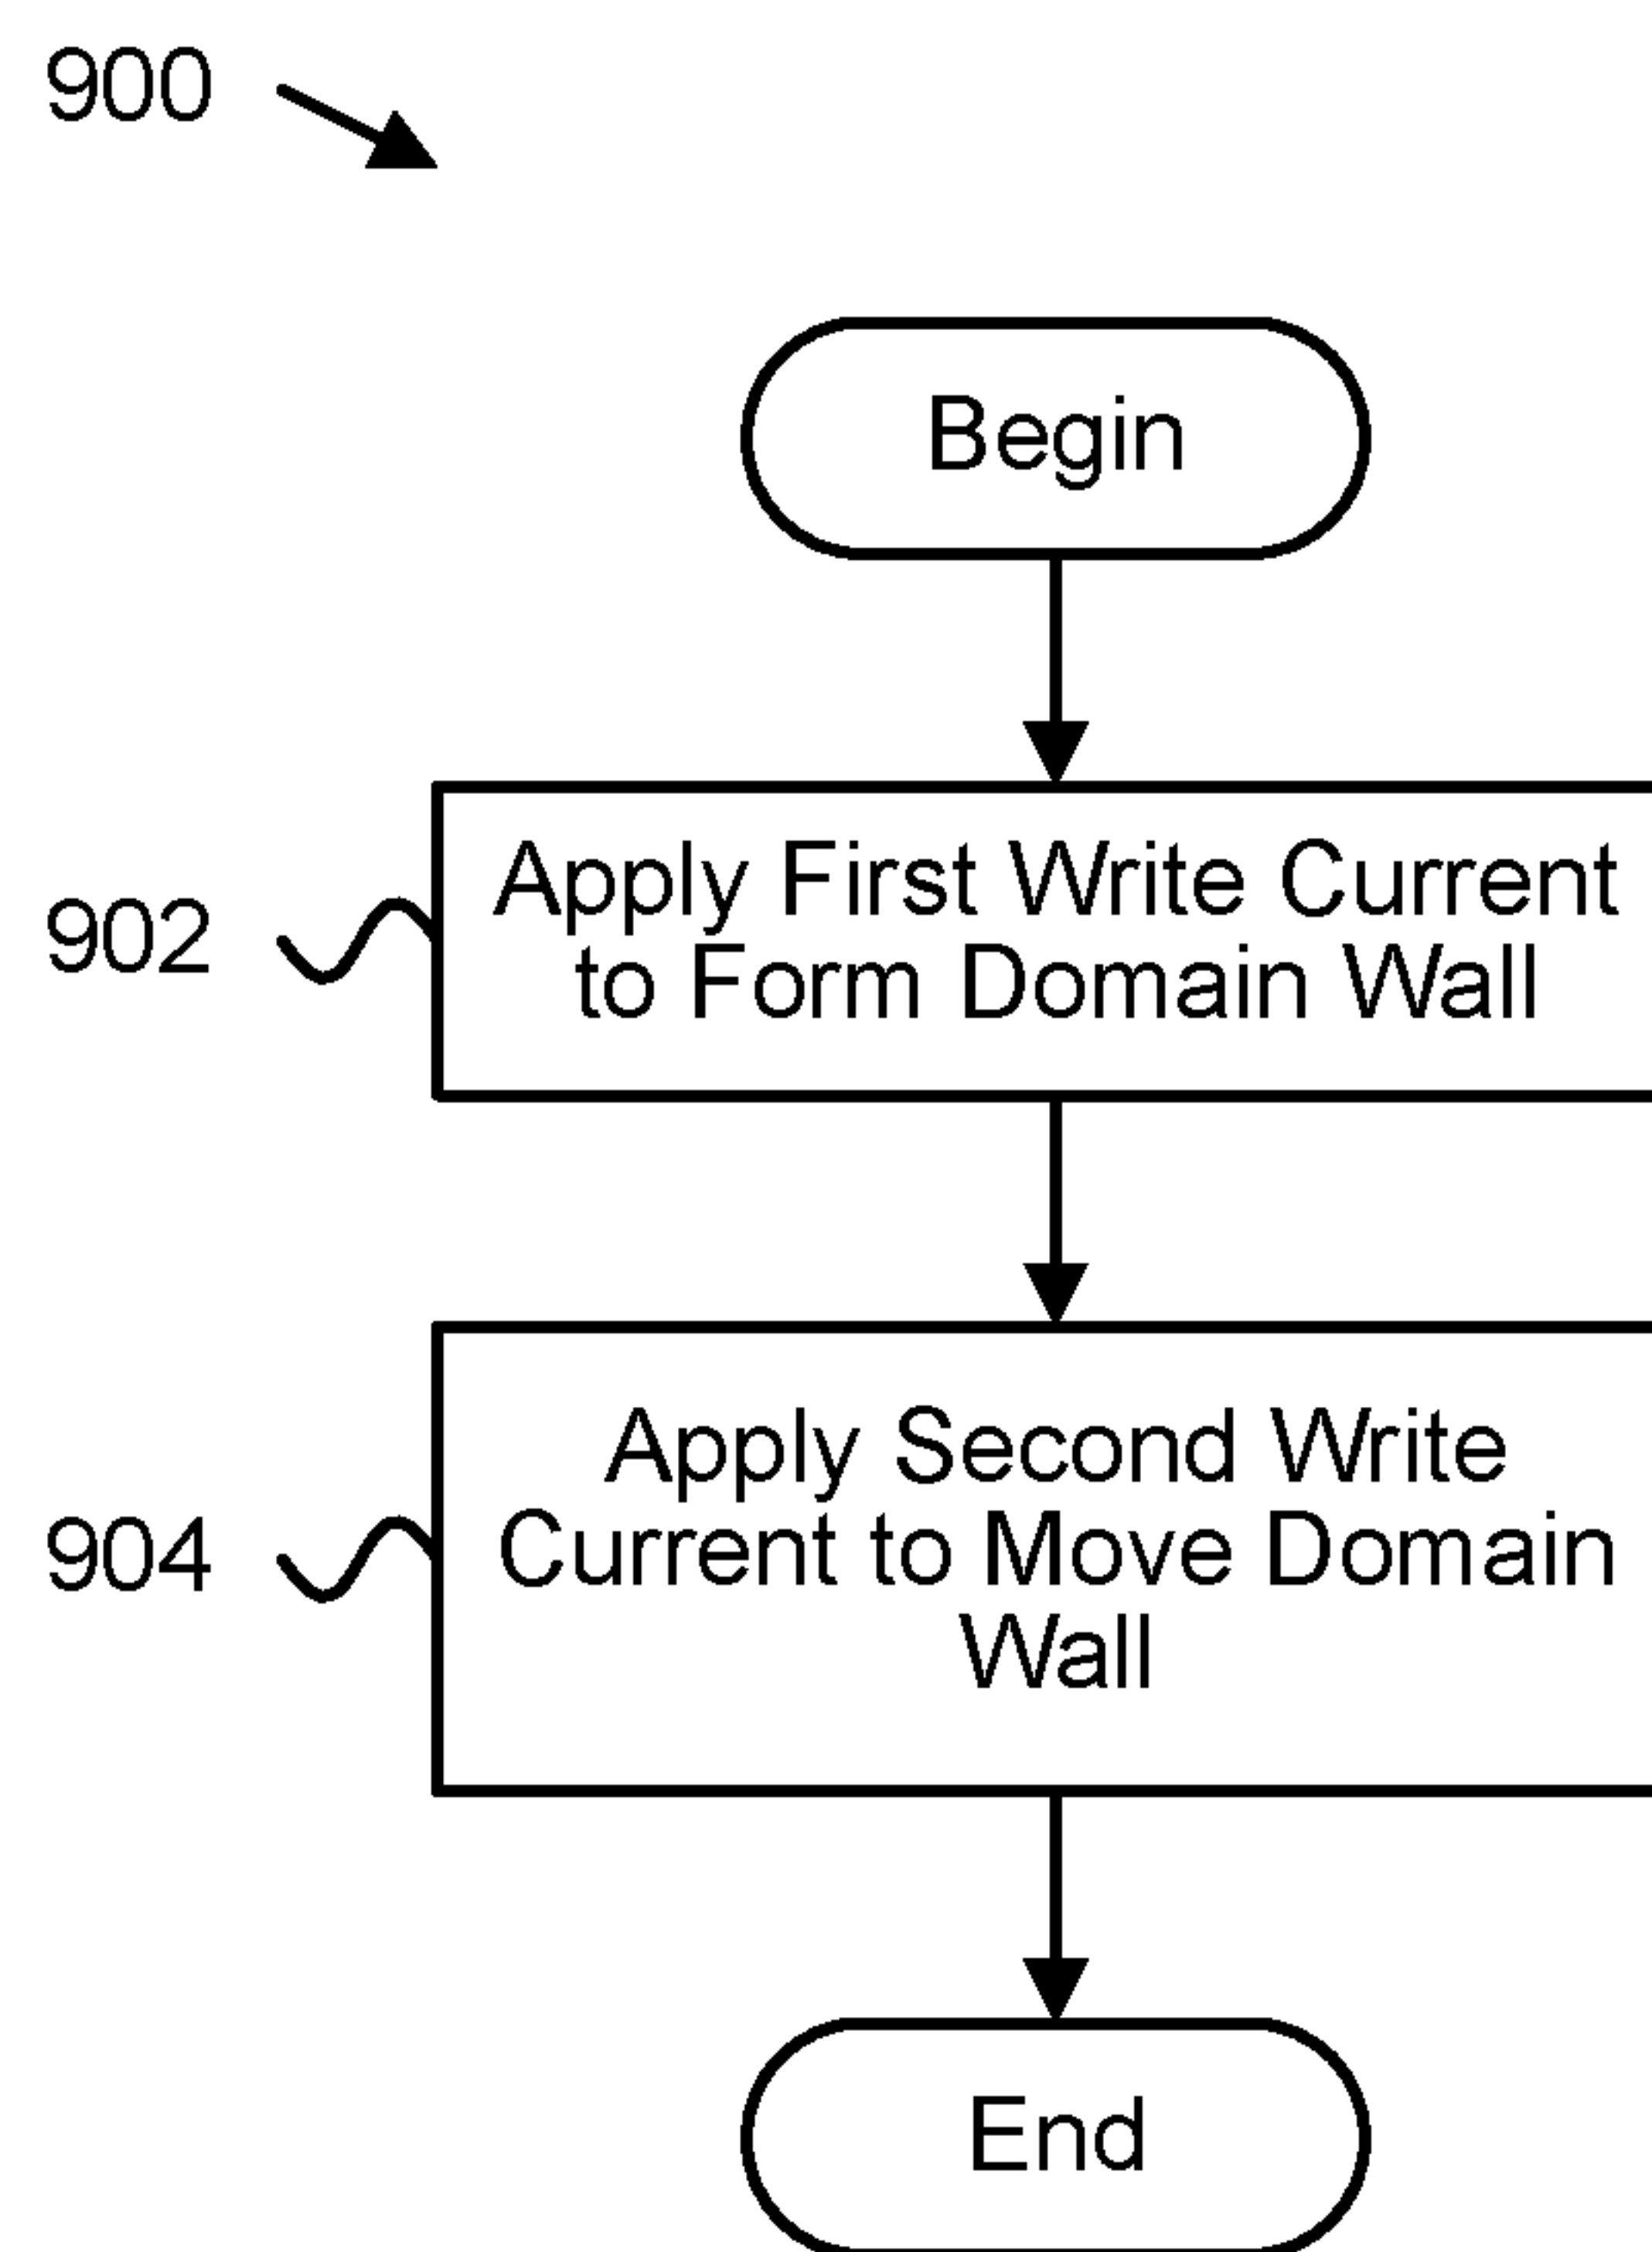 900
Begin
902
Apply First Write Current
to Form Domain Wall
904
Apply Second Write
Current to Move Domain
Wall
End